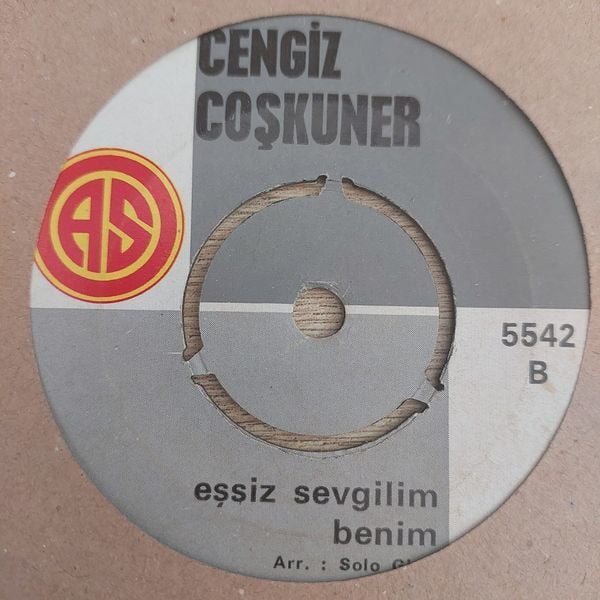 CENGİZ
COŞKUNER
AS
5542
B
eşsiz sevgilim
benim
Arr. : Solo